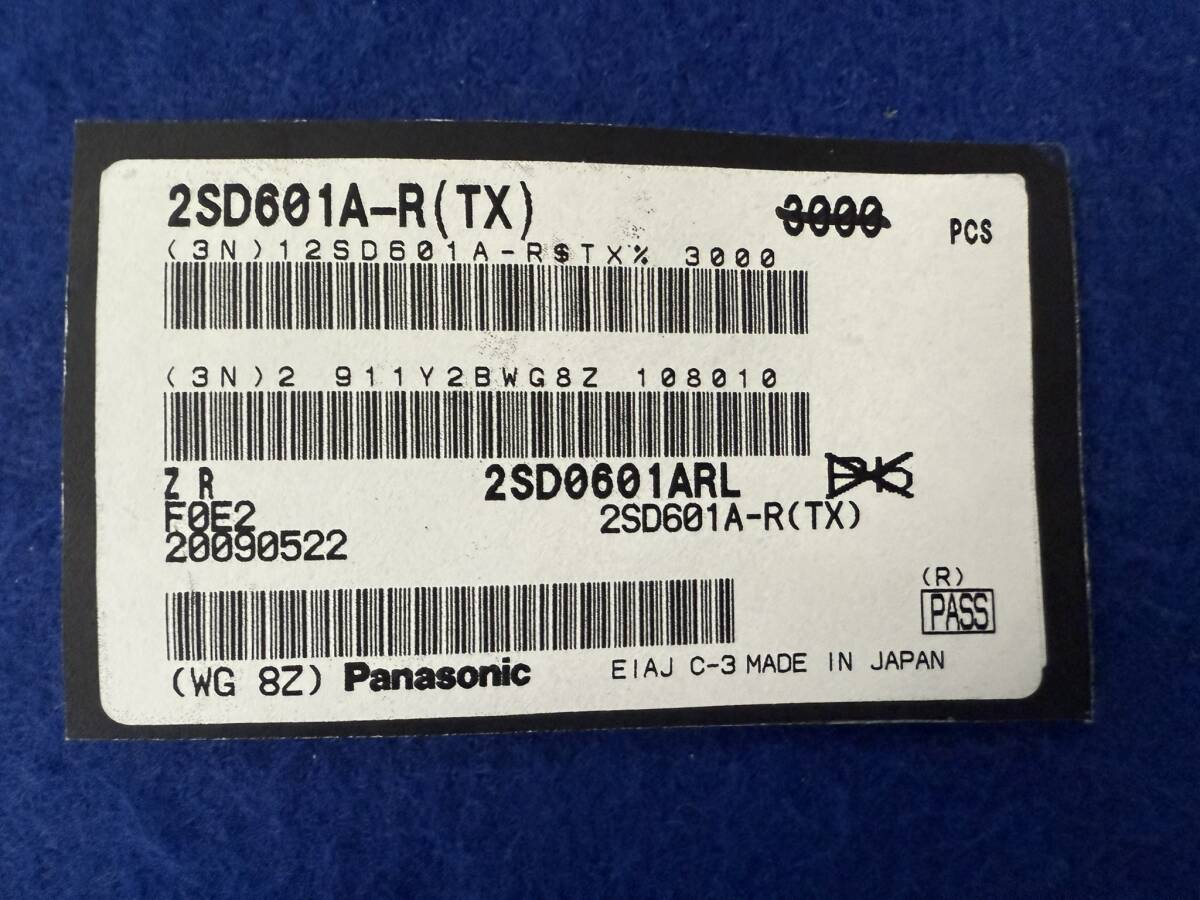 2SD601A-R(TX) 3000 PCS
(3N)12SD601A-R$TX% 3000
(3N)2 911Y2BWG8Z 108010
Z R 2SD0601ARL
F0E2 2SD601A-R(TX)
20090522
(R)
PASS
(WG 8Z) Panasonic EIAJ C-3 MADE IN JAPAN